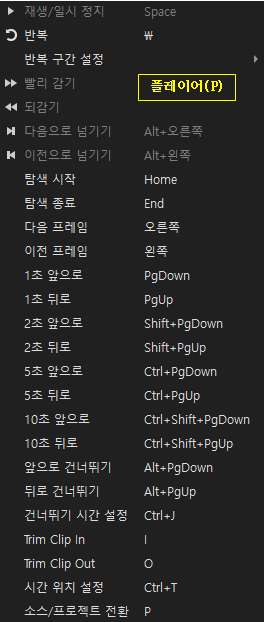 재생/일시 정지 Space
반복 ₩
반복 구간 설정
빨리 감기
플레이어(P)
되감기
다음으로 넘기기 Alt+오른쪽
이전으로 넘기기 Alt+왼쪽
탐색 시작 Home
탐색 종료 End
다음 프레임 오른쪽
이전 프레임 왼쪽
1초 앞으로 PgDown
1초 뒤로 PgUp
2초 앞으로 Shift+PgDown
2초 뒤로 Shift+PgUp
5초 앞으로 Ctrl+PgDown
5초 뒤로 Ctrl+PgUp
10초 앞으로 Ctrl+Shift+PgDown
10초 뒤로 Ctrl+Shift+PgUp
앞으로 건너뛰기 Alt+PgDown
뒤로 건너뛰기 Alt+PgUp
건너뛰기 시간 설정 Ctrl+J
Trim Clip In I
Trim Clip Out O
시간 위치 설정 Ctrl+T
소스/프로젝트 전환 P